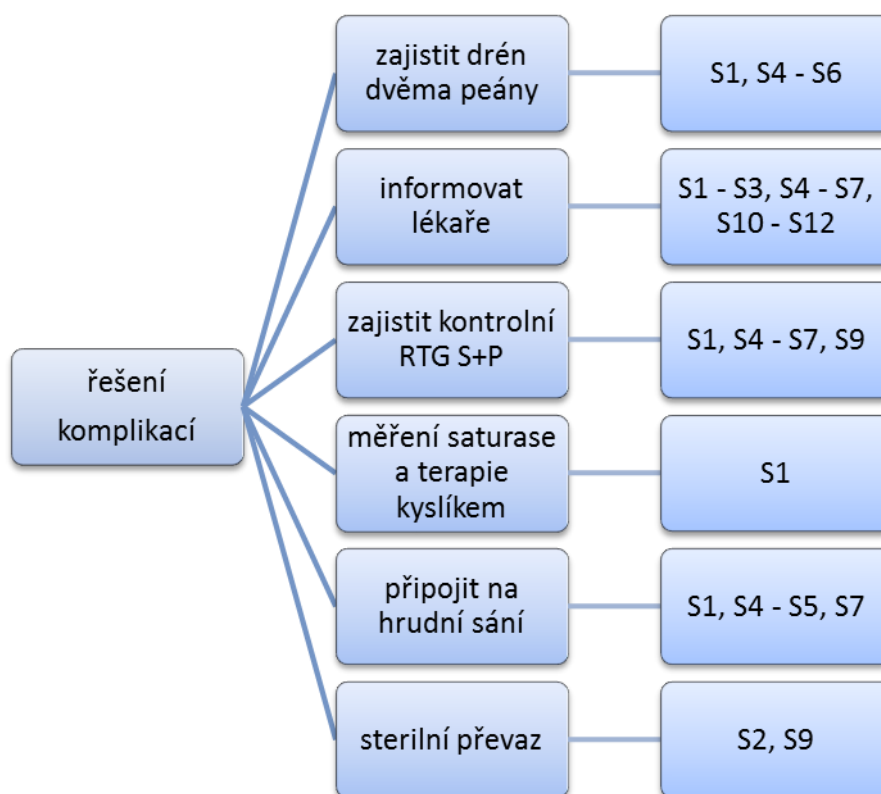 řešení
komplikací
zajistit drén
dvěma peány
S1, S4 - S6
informovat
lékaře
S1 - S3, S4 - S7,
S10 - S12
zajistit kontrolní
RTG S+P
S1, S4 - S7, S9
měření saturase
a terapie
kyslíkem
S1
připojit na
hrudní sání
S1, S4 - S5, S7
sterilní převaz
S2, S9